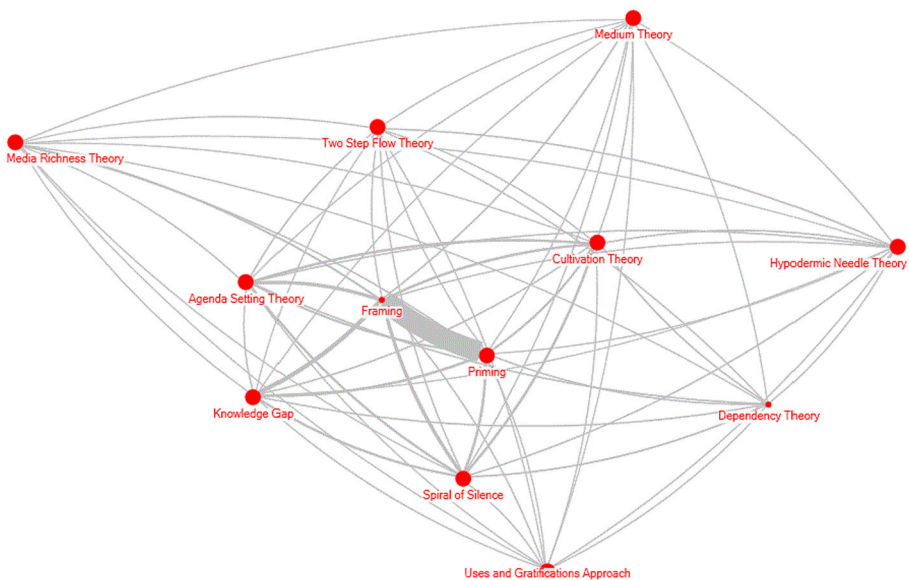 Medium Theory
Two Step Flow Theory
Media Richness Theory
Cultivation Theory
Hypodermic Needle Theory
Agenda Setting Theory
Framing
Priming
Knowledge Gap
Dependency Theory
Spiral of Silence
Uses and Gratifications Approach